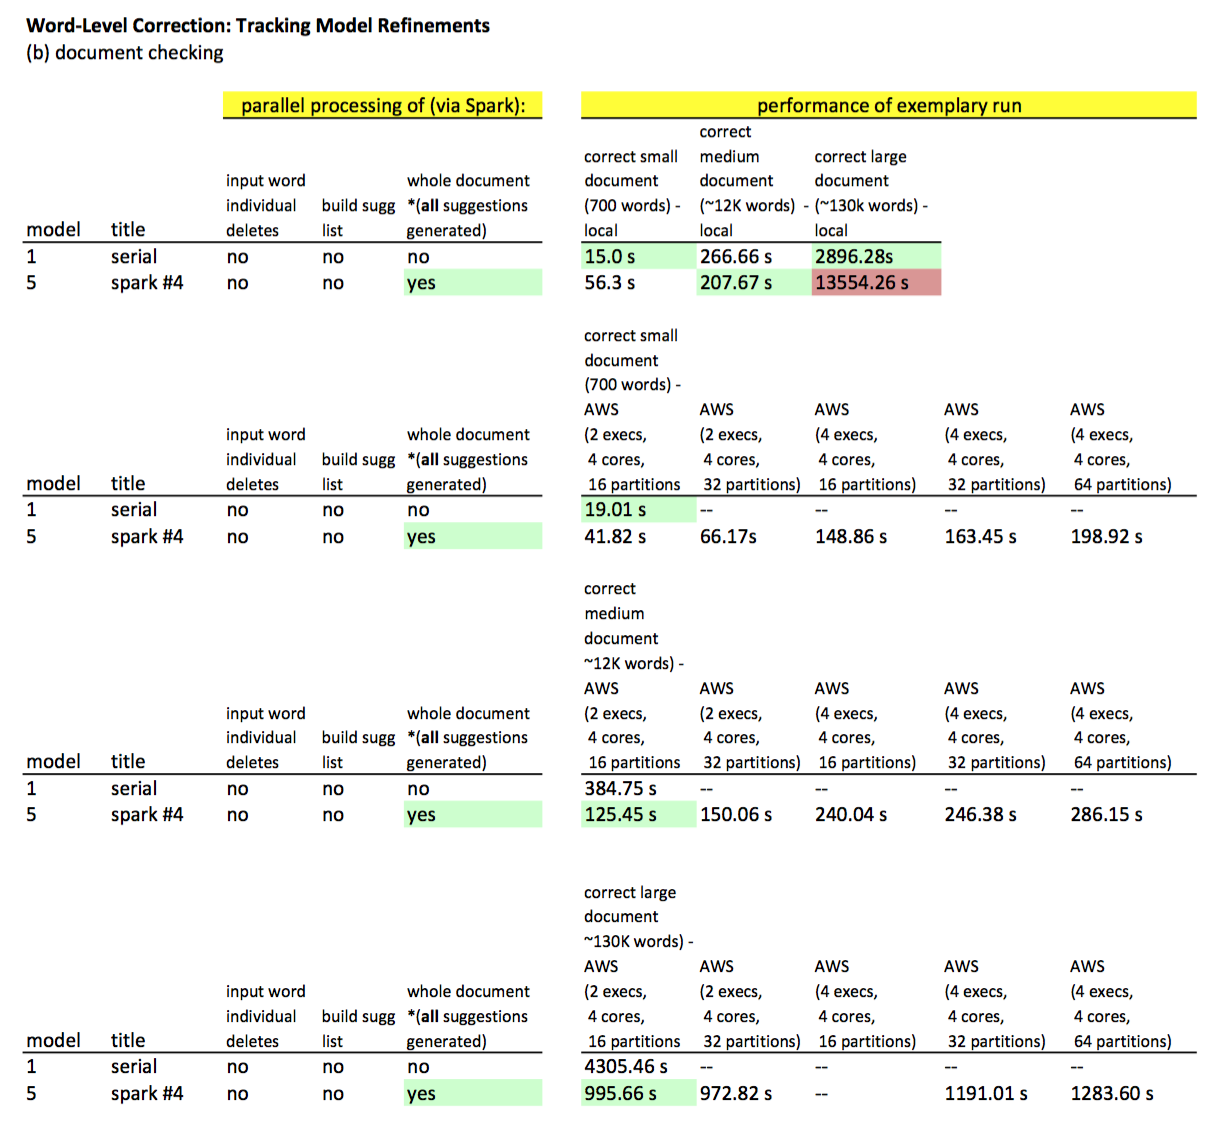 Word-Level Correction: Tracking Model Refinements
(b) document checking
parallel processing of (via Spark): performance of exemplary run
correct
correct small medium correct large
input word whole document document document document
individual build sugg *(all suggestions (700 words) - (~12K words) - (~130k words) -
model title deletes list generated) local local local
1 serial no no no 15.0 s 266.66 s 2896.28s
5 spark #4 no no yes 56.3 s 207.67 s 13554.26 s
correct small
document
(700 words) -
AWS AWS AWS AWS AWS
input word whole document (2 execs, (2 execs, (4 execs, (4 execs, (4 execs,
individual build sugg *(all suggestions 4 cores, 4 cores, 4 cores, 4 cores, 4 cores,
model title deletes list generated) 16 partitions 32 partitions) 16 partitions) 32 partitions) 64 partitions)
1 serial no no no 19.01 s -- -- -- --
5 spark #4 no no yes 41.82 s 66.17s 148.86 s 163.45 s 198.92 s
correct
medium
document
~12K words) -
AWS AWS AWS AWS AWS
input word whole document (2 execs, (2 execs, (4 execs, (4 execs, (4 execs,
individual build sugg *(all suggestions 4 cores, 4 cores, 4 cores, 4 cores, 4 cores,
model title deletes list generated) 16 partitions 32 partitions) 16 partitions) 32 partitions) 64 partitions)
1 serial no no no 384.75 s -- -- -- --
5 spark #4 no no yes 125.45 s 150.06 s 240.04 s 246.38 s 286.15 s
correct large
document
~130K words) -
AWS AWS AWS AWS AWS
input word whole document (2 execs, (2 execs, (4 execs, (4 execs, (4 execs,
individual build sugg *(all suggestions 4 cores, 4 cores, 4 cores, 4 cores, 4 cores,
model title deletes list generated) 16 partitions 32 partitions) 16 partitions) 32 partitions) 64 partitions)
1 serial no no no 4305.46 s -- -- -- --
5 spark #4 no no yes 995.66 s 972.82 s -- 1191.01 s 1283.60 s